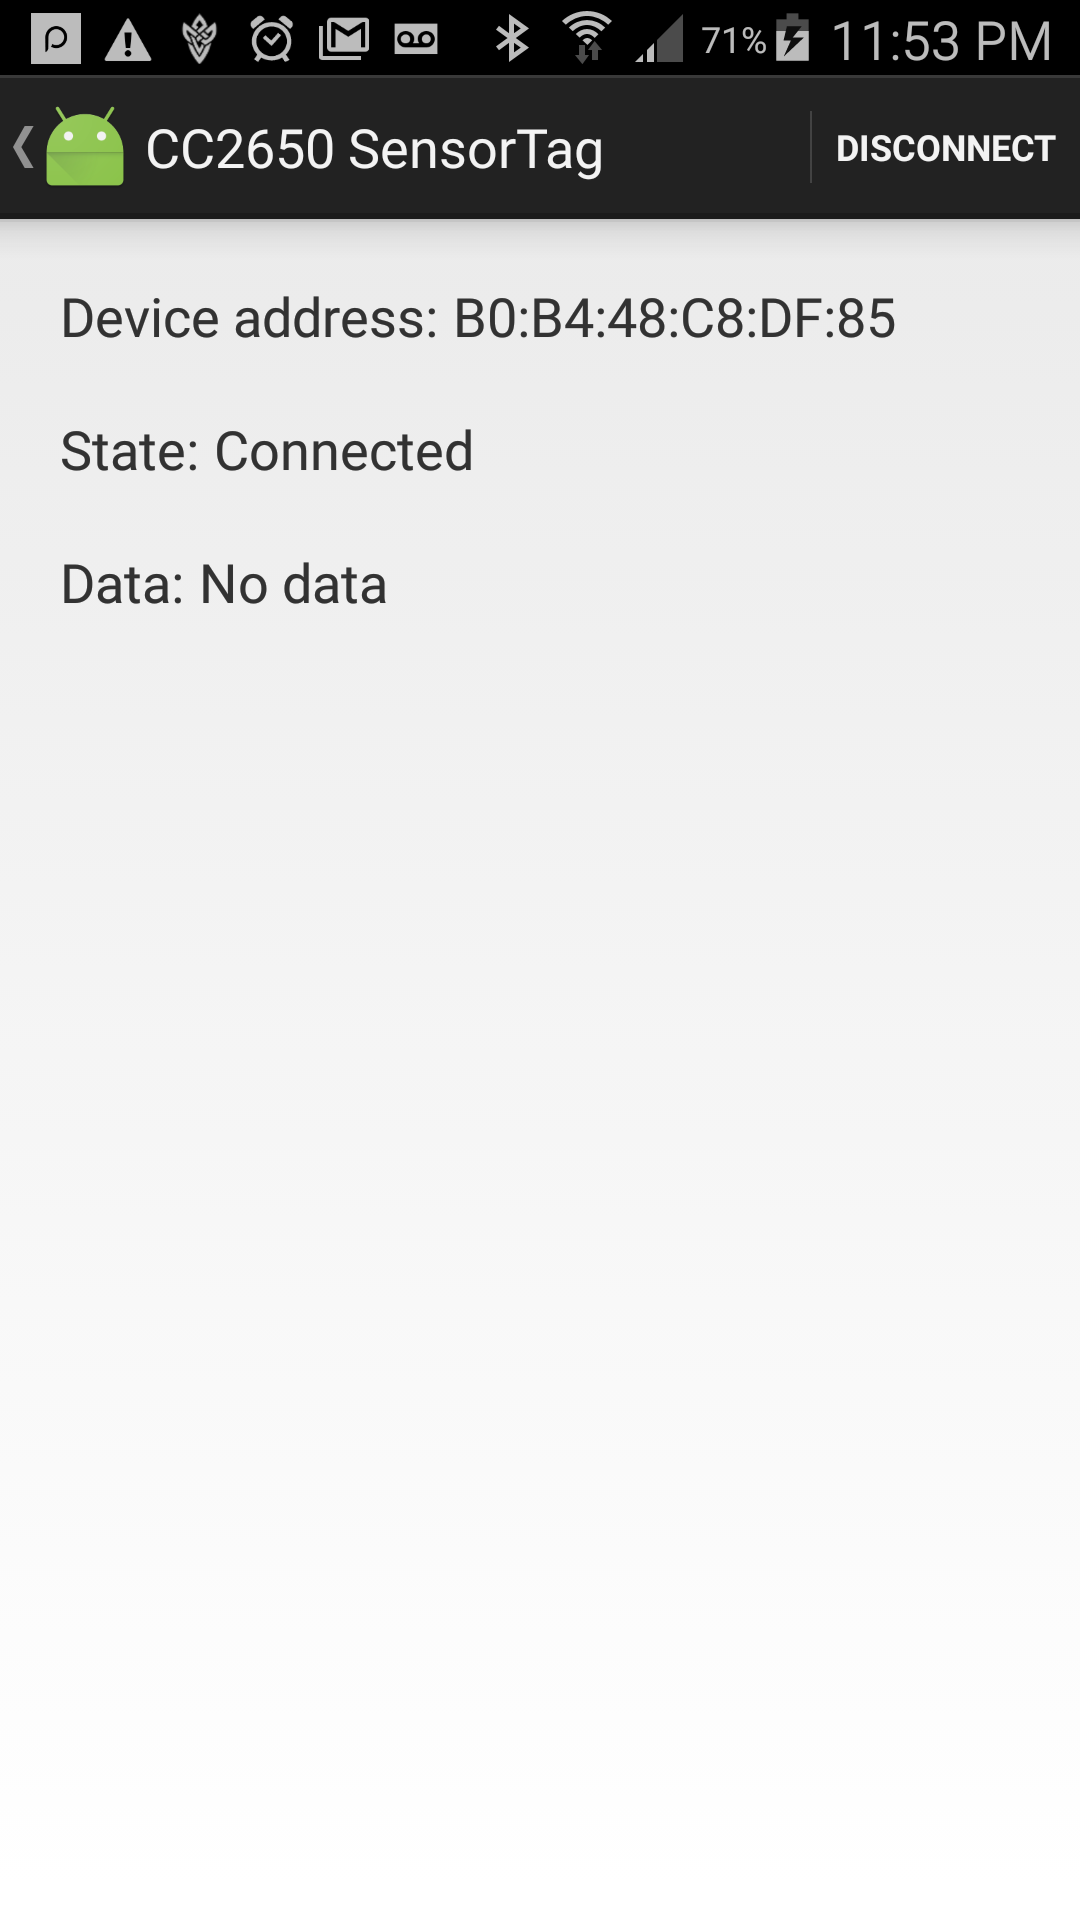 71% 11:53 PM
CC2650 SensorTag DISCONNECT
Device address: B0:B4:48:C8:DF:85
State: Connected
Data: No data